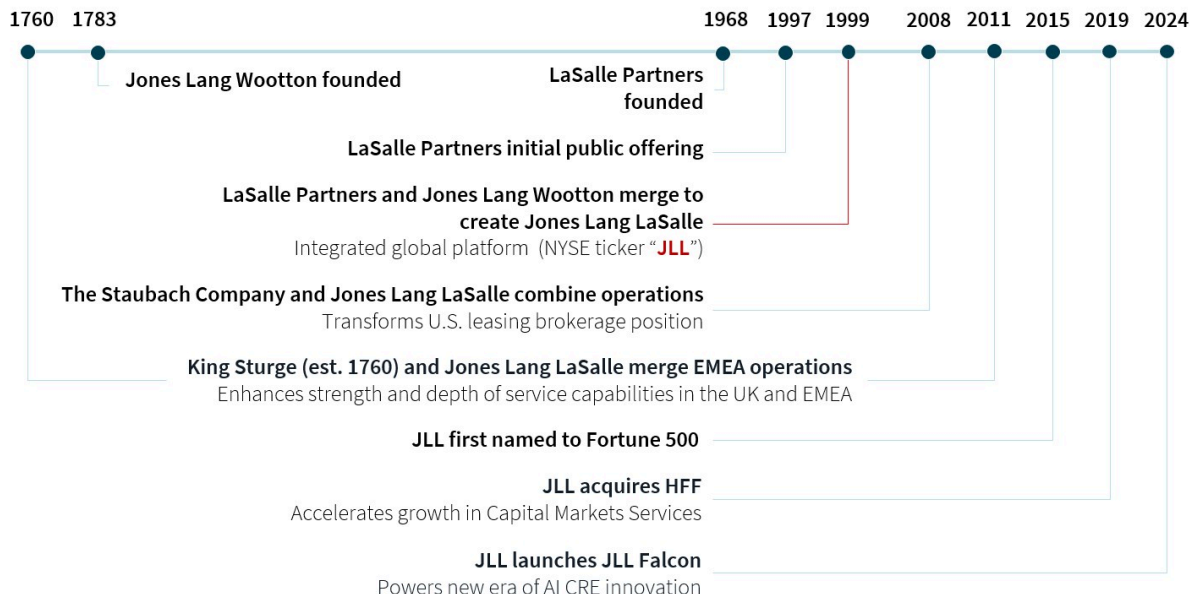 1760 1783 1968 1997 1999 2008 2011 2015 2019 2024
Jones Lang Wootton founded
LaSalle Partners
founded
LaSalle Partners initial public offering
LaSalle Partners and Jones Lang Wootton merge to
create Jones Lang LaSalle
Integrated global platform (NYSE ticker “JLL”)
The Staubach Company and Jones Lang LaSalle combine operations
Transforms U.S. leasing brokerage position
King Sturge (est. 1760) and Jones Lang LaSalle merge EMEA operations
Enhances strength and depth of service capabilities in the UK and EMEA
JLL first named to Fortune 500
JLL acquires HFF
Accelerates growth in Capital Markets Services
JLL launches JLL Falcon
Powers new era of AI CRE innovation